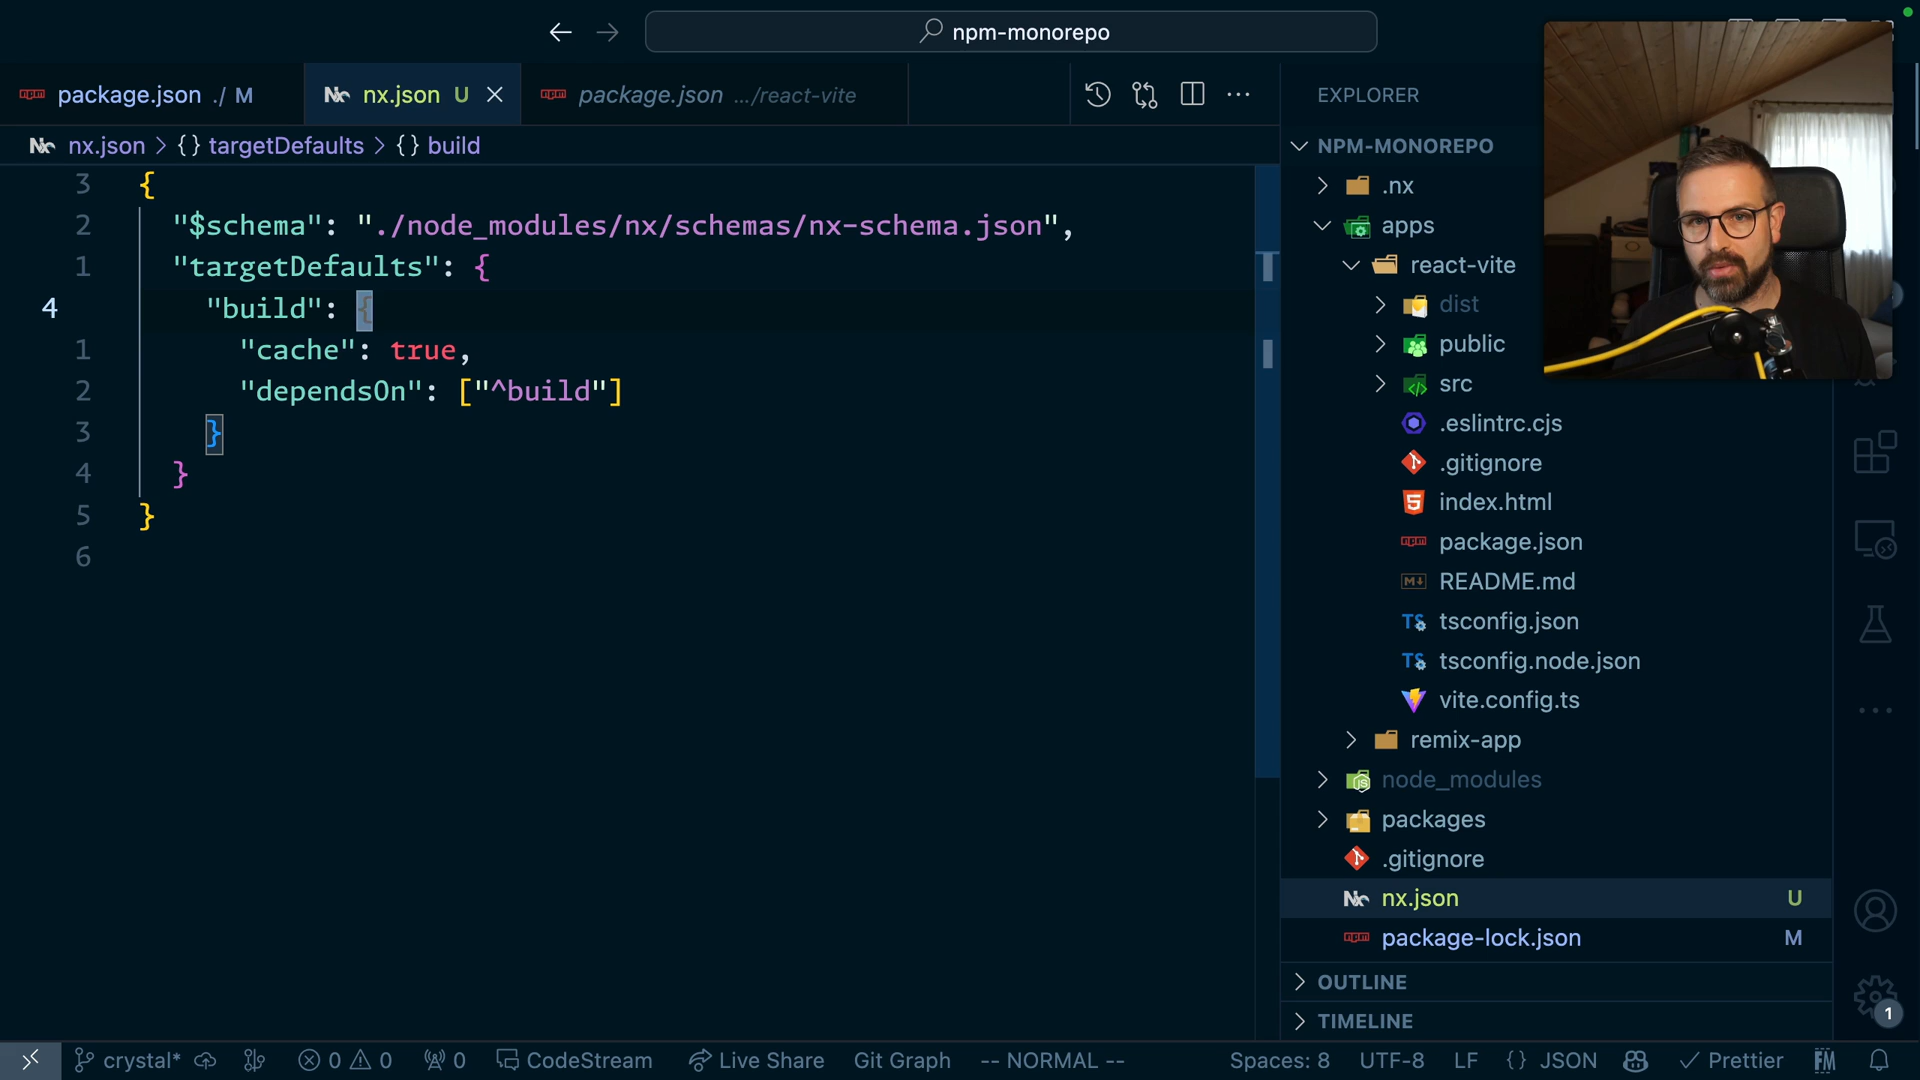 npm-monorepo
package.json ./ M
nx.json U
package.json .../react-vite
EXPLORER
nx.json > {} targetDefaults > {} build
NPM-MONOREPO
3 {
2 "$schema": "./node_modules/nx/schemas/nx-schema.json",
1 "targetDefaults": {
4 "build": {
1 "cache": true,
2 "dependsOn": ["^build"]
3 }
4 }
5 }
6
.nx
apps
react-vite
dist
public
src
.eslintrc.cjs
.gitignore
index.html
package.json
README.md
tsconfig.json
tsconfig.node.json
vite.config.ts
remix-app
node_modules
packages
.gitignore
nx.json U
package-lock.json M
OUTLINE
TIMELINE
1
crystal* 0 0 0 CodeStream Live Share Git Graph -- NORMAL -- Spaces: 8 UTF-8 LF {} JSON Prettier